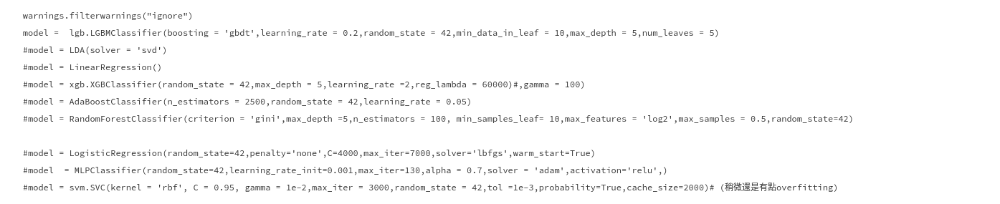 warnings.filterwarnings("ignore")
model =  lgb.LGBMClassifier(boosting = 'gbdt',learning_rate = 0.2,random_state = 42,min_data_in_leaf = 10,max_depth = 5,num_leaves = 5)
#model = LDA(solver = 'svd')
#model = LinearRegression()
#model = xgb.XGBClassifier(random_state = 42,max_depth = 5,learning_rate =2,reg_lambda = 60000)#,gamma = 100)
#model = AdaBoostClassifier(n_estimators = 2500,random_state = 42,learning_rate = 0.05)
#model = RandomForestClassifier(criterion = 'gini',max_depth =5,n_estimators = 100, min_samples_leaf= 10,max_features = 'log2',max_samples = 0.5,random_state=42)
#model = LogisticRegression(random_state=42,penalty='none',C=4000,max_iter=7000,solver='lbfgs',warm_start=True)
#model  = MLPClassifier(random_state=42,learning_rate_init=0.001,max_iter=130,alpha = 0.7,solver = 'adam',activation='relu',)
#model = svm.SVC(kernel = 'rbf', C = 0.95, gamma = 1e-2,max_iter = 3000,random_state = 42,tol =1e-3,probability=True,cache_size=2000)# (稍微還是有點overfitting)